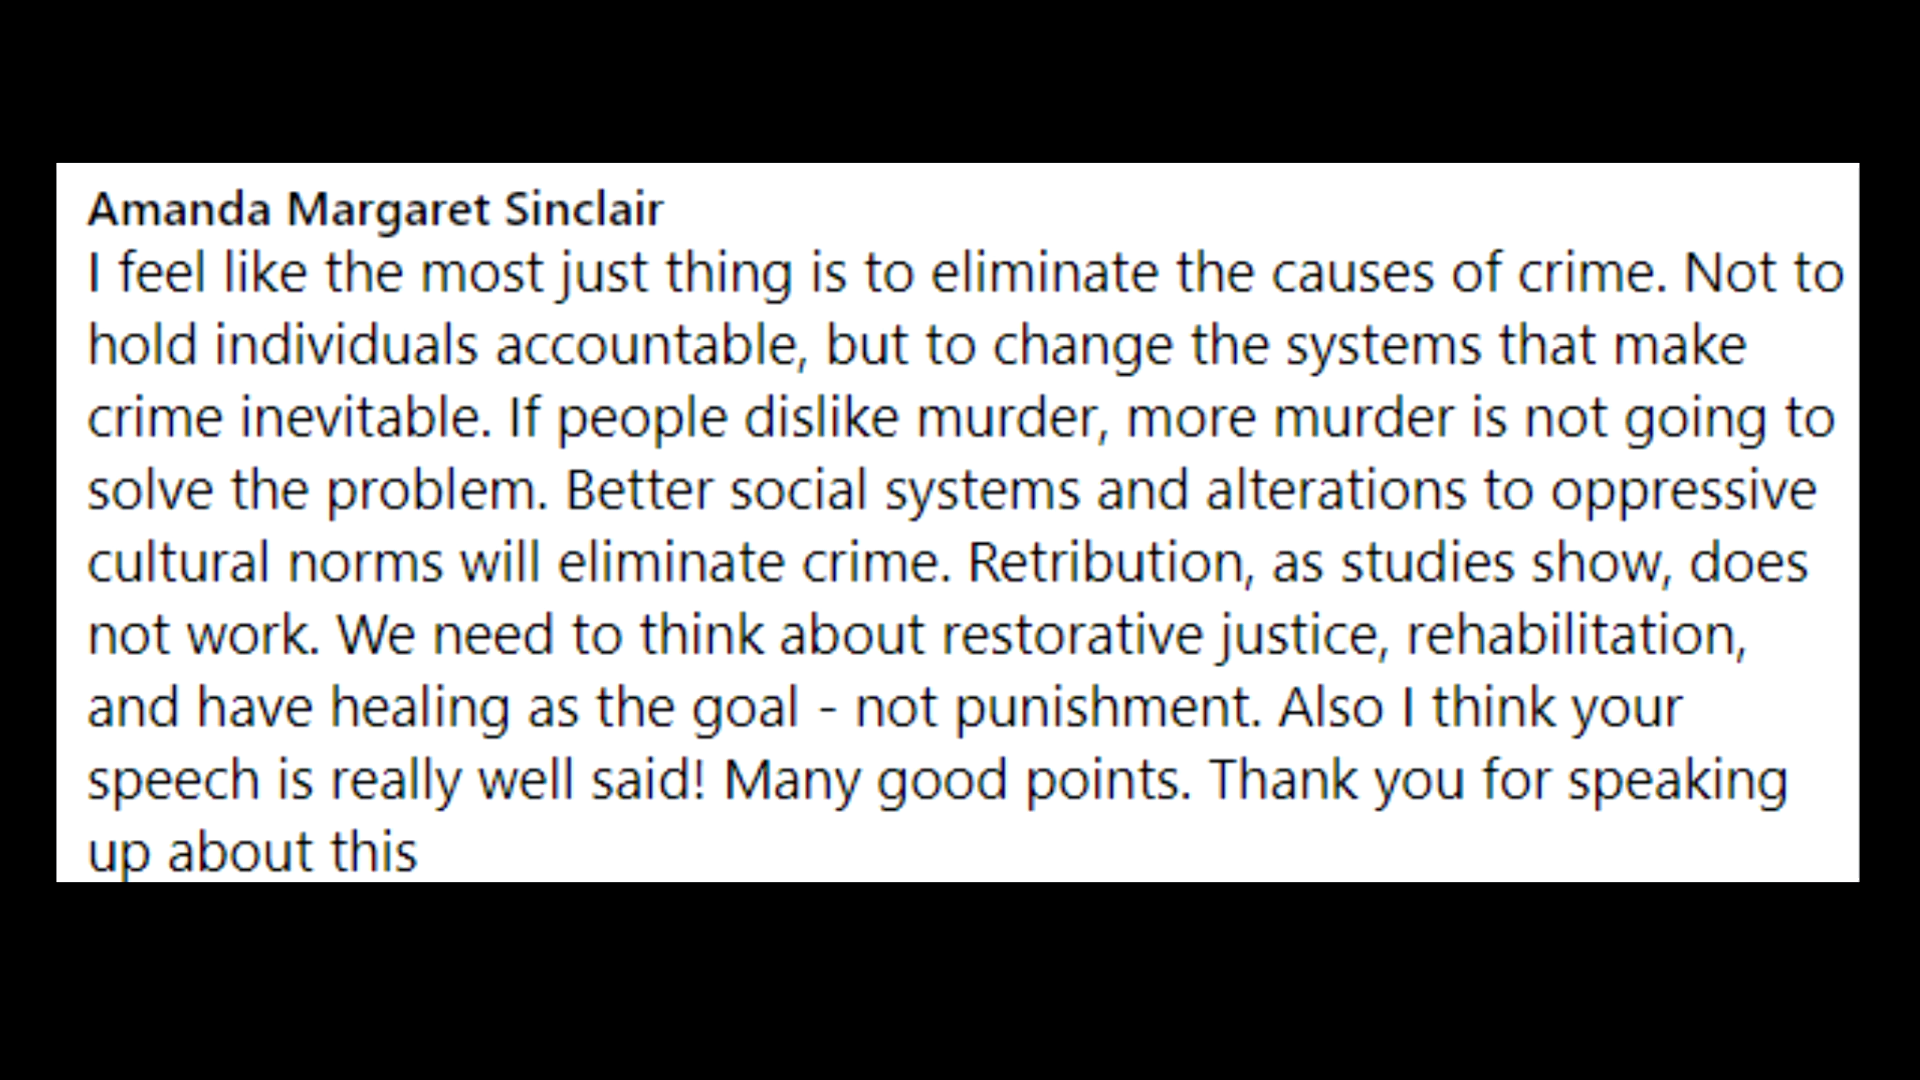 Amanda Margaret Sinclair
I feel like the most just thing is to eliminate the causes of crime. Not to
hold individuals accountable, but to change the systems that make
crime inevitable. If people dislike murder, more murder is not going to
solve the problem. Better social systems and alterations to oppressive
cultural norms will eliminate crime. Retribution, as studies show, does
not work. We need to think about restorative justice, rehabilitation,
and have healing as the goal - not punishment. Also I think your
speech is really well said! Many good points. Thank you for speaking
up about this